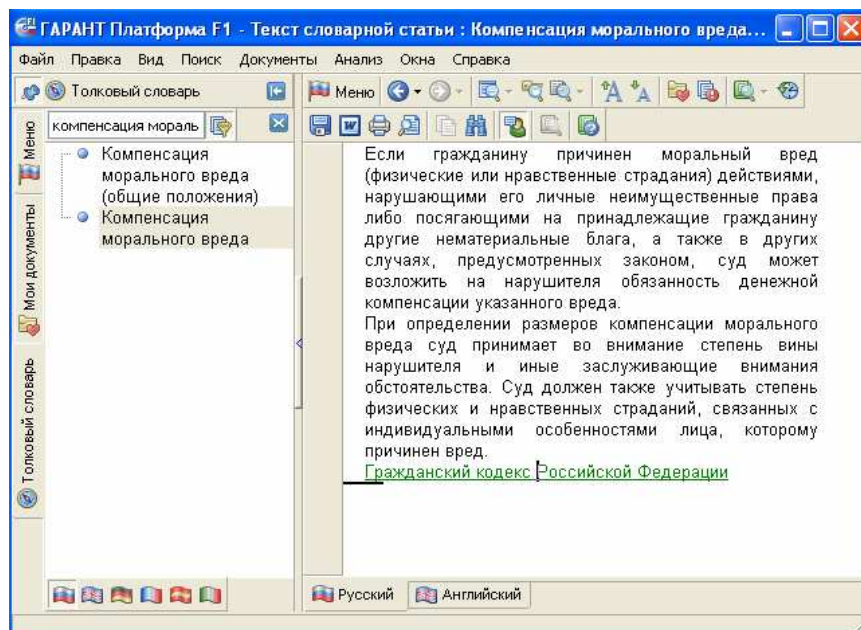 ГАРАНТ Платформа F1 - Текст словарной статьи : Компенсация морального вреда...
Файл Правка Вид Поиск Документы Анализ Окна Справка
Толковый словарь
Меню
компенсация мораль
Меню
Мои документы
Толковый словарь
Компенсация
морального вреда
(общие положения)
Компенсация
морального вреда
Если гражданину причинен моральный вред
(физические или нравственные страдания) действиями,
нарушающими его личные неимущественные права
либо посягающими на принадлежащие гражданину
другие нематериальные блага, а также в других
случаях, предусмотренных законом, суд может
возложить на нарушителя обязанность денежной
компенсации указанного вреда.
При определении размеров компенсации морального
вреда суд принимает во внимание степень вины
нарушителя и иные заслуживающие внимания
обстоятельства. Суд должен также учитывать степень
физических и нравственных страданий, связанных с
индивидуальными особенностями лица, которому
причинен вред.
Гражданский кодекс Российской Федерации
Русский
Английский